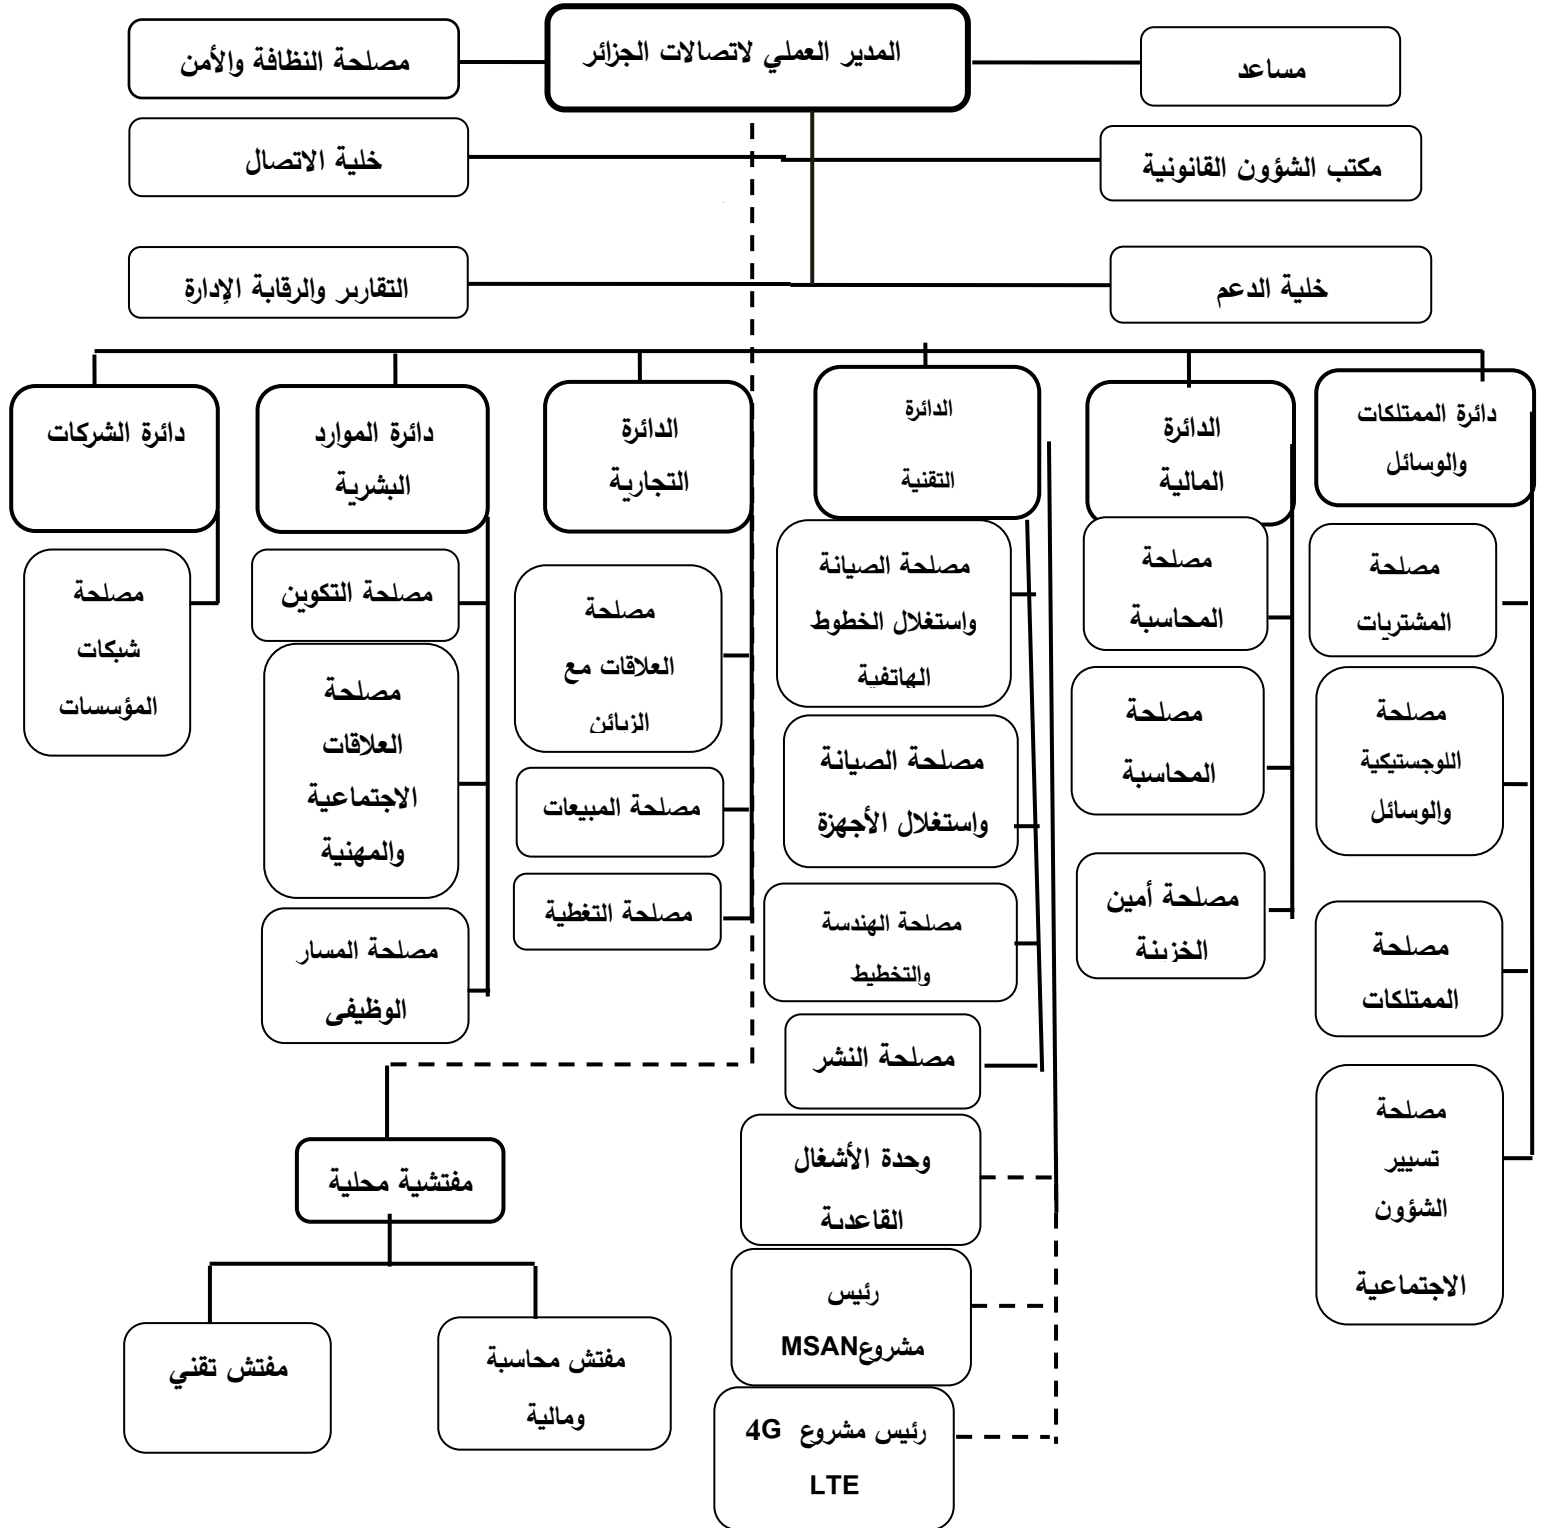 المدير العملي لاتصالات الجزائر
مساعد
مصلحة النظافة والأمن
مكتب الشؤون القانونية
خلية الاتصال
خلية الدعم
التقارير والرقابة الإدارة
دائرة الممتلكات
والوسائل
الدائرة
المالية
الدائرة
التقنية
الدائرة
التجارية
دائرة الموارد
البشرية
دائرة الشركات
مصلحة
المشتريات
مصلحة
اللوجستيكية
والوسائل
مصلحة
الممتلكات
مصلحة
تسيير
الشؤون
الاجتماعية
مصلحة
المحاسبة
مصلحة
المحاسبة
مصلحة أمين
الخزينة
مصلحة الصيانة
واستغلال الخطوط
الهاتفية
مصلحة الصيانة
واستغلال الأجهزة
مصلحة الهندسة
والتخطيط
مصلحة النشر
وحدة الأشغال
القاعدية
رئيس
مشروعMSAN
رئيس مشروع 4G
LTE
مصلحة
العلاقات مع
الزبائن
مصلحة المبيعات
مصلحة التغطية
مصلحة التكوين
مصلحة
العلاقات
الاجتماعية
والمهنية
مصلحة المسار
الوظيفي
مصلحة
شبكات
المؤسسات
مفتشية محلية
مفتش محاسبة
ومالية
مفتش تقني